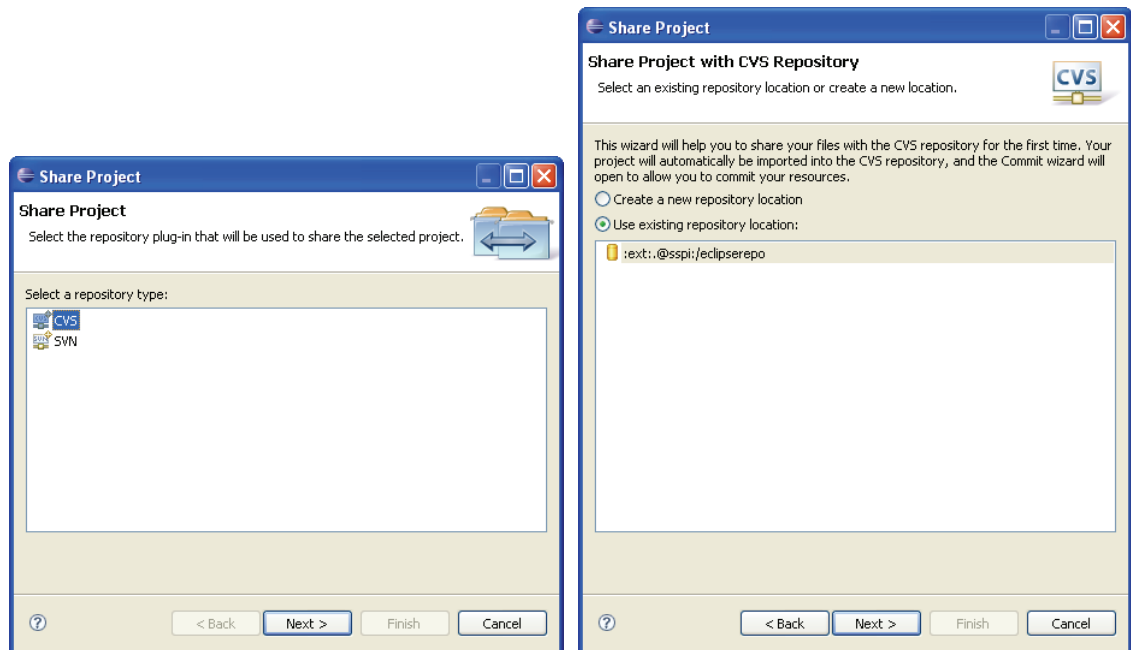 Share Project
Share Project
Select the repository plug-in that will be used to share the selected project.
Select a repository type:
CVS
SVN
< Back
Next >
Finish
Cancel
Share Project
Share Project with CVS Repository
Select an existing repository location or create a new location.
CVS
This wizard will help you to share your files with the CVS repository for the first time. Your
project will automatically be imported into the CVS repository, and the Commit wizard will
open to allow you to commit your resources.
Create a new repository location
Use existing repository location:
:ext:.@sspi:/eclipserepo
?
< Back
Next >
Finish
Cancel